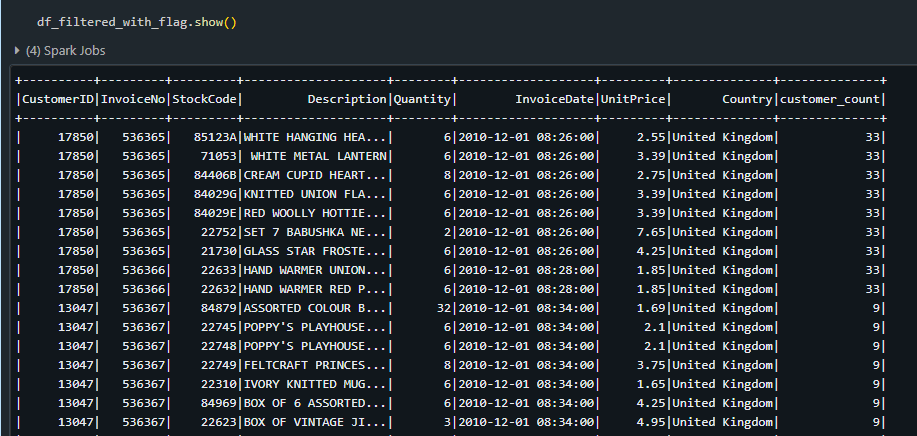 df_filtered_with_flag.show()
(4) Spark Jobs
+----------+---------+---------+--------------------+--------+-------------------+---------+--------------+--------------+
|CustomerID|InvoiceNo|StockCode|         Description|Quantity|        InvoiceDate|UnitPrice|       Country|customer_count|
+----------+---------+---------+--------------------+--------+-------------------+---------+--------------+--------------+
|     17850|   536365|   85123A|WHITE HANGING HEA...|       6|2010-12-01 08:26:00|     2.55|United Kingdom|            33|
|     17850|   536365|    71053| WHITE METAL LANTERN|       6|2010-12-01 08:26:00|     3.39|United Kingdom|            33|
|     17850|   536365|   84406B|CREAM CUPID HEART...|       8|2010-12-01 08:26:00|     2.75|United Kingdom|            33|
|     17850|   536365|   84029G|KNITTED UNION FLA...|       6|2010-12-01 08:26:00|     3.39|United Kingdom|            33|
|     17850|   536365|   84029E|RED WOOLLY HOTTIE...|       6|2010-12-01 08:26:00|     3.39|United Kingdom|            33|
|     17850|   536365|    22752|SET 7 BABUSHKA NE...|       2|2010-12-01 08:26:00|     7.65|United Kingdom|            33|
|     17850|   536365|    21730|GLASS STAR FROSTE...|       6|2010-12-01 08:26:00|     4.25|United Kingdom|            33|
|     17850|   536366|    22633|HAND WARMER UNION...|       6|2010-12-01 08:28:00|     1.85|United Kingdom|            33|
|     17850|   536366|    22632|HAND WARMER RED P...|       6|2010-12-01 08:28:00|     1.85|United Kingdom|            33|
|     13047|   536367|    84879|ASSORTED COLOUR B...|      32|2010-12-01 08:34:00|     1.69|United Kingdom|             9|
|     13047|   536367|    22745|POPPY'S PLAYHOUSE...|       6|2010-12-01 08:34:00|      2.1|United Kingdom|             9|
|     13047|   536367|    22748|POPPY'S PLAYHOUSE...|       6|2010-12-01 08:34:00|      2.1|United Kingdom|             9|
|     13047|   536367|    22749|FELTCRAFT PRINCES...|       8|2010-12-01 08:34:00|     3.75|United Kingdom|             9|
|     13047|   536367|    22310|IVORY KNITTED MUG...|       6|2010-12-01 08:34:00|     1.65|United Kingdom|             9|
|     13047|   536367|    84969|BOX OF 6 ASSORTED...|       6|2010-12-01 08:34:00|     4.25|United Kingdom|             9|
|     13047|   536367|    22623|BOX OF VINTAGE JI...|       3|2010-12-01 08:34:00|     4.95|United Kingdom|             9|